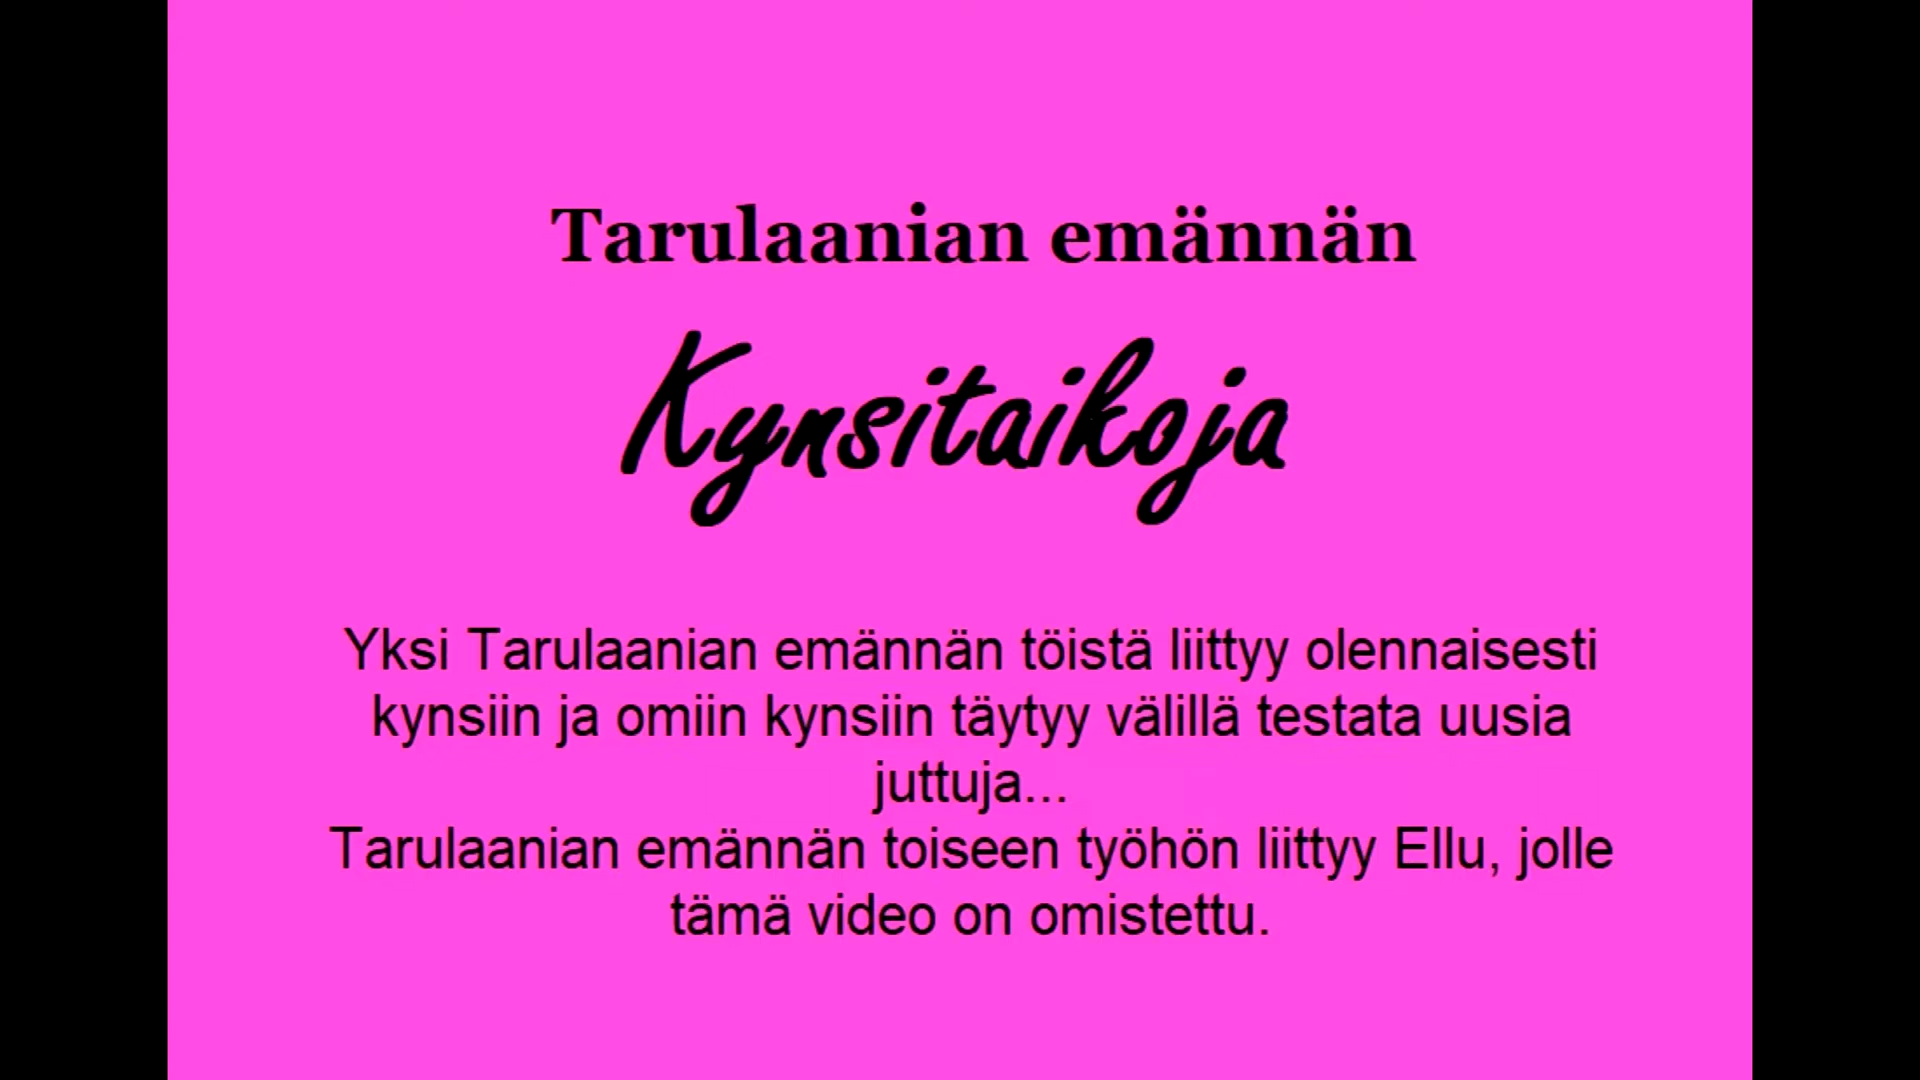 Tarulaanian emännän
Kynsitaikoja
Yksi Tarulaanian emännän töistä liittyy olennaisesti
kynsiin ja omiin kynsiin täytyy välillä testata uusia
juttuja...
Tarulaanian emännän toiseen työhön liittyy Ellu, jolle
tämä video on omistettu.